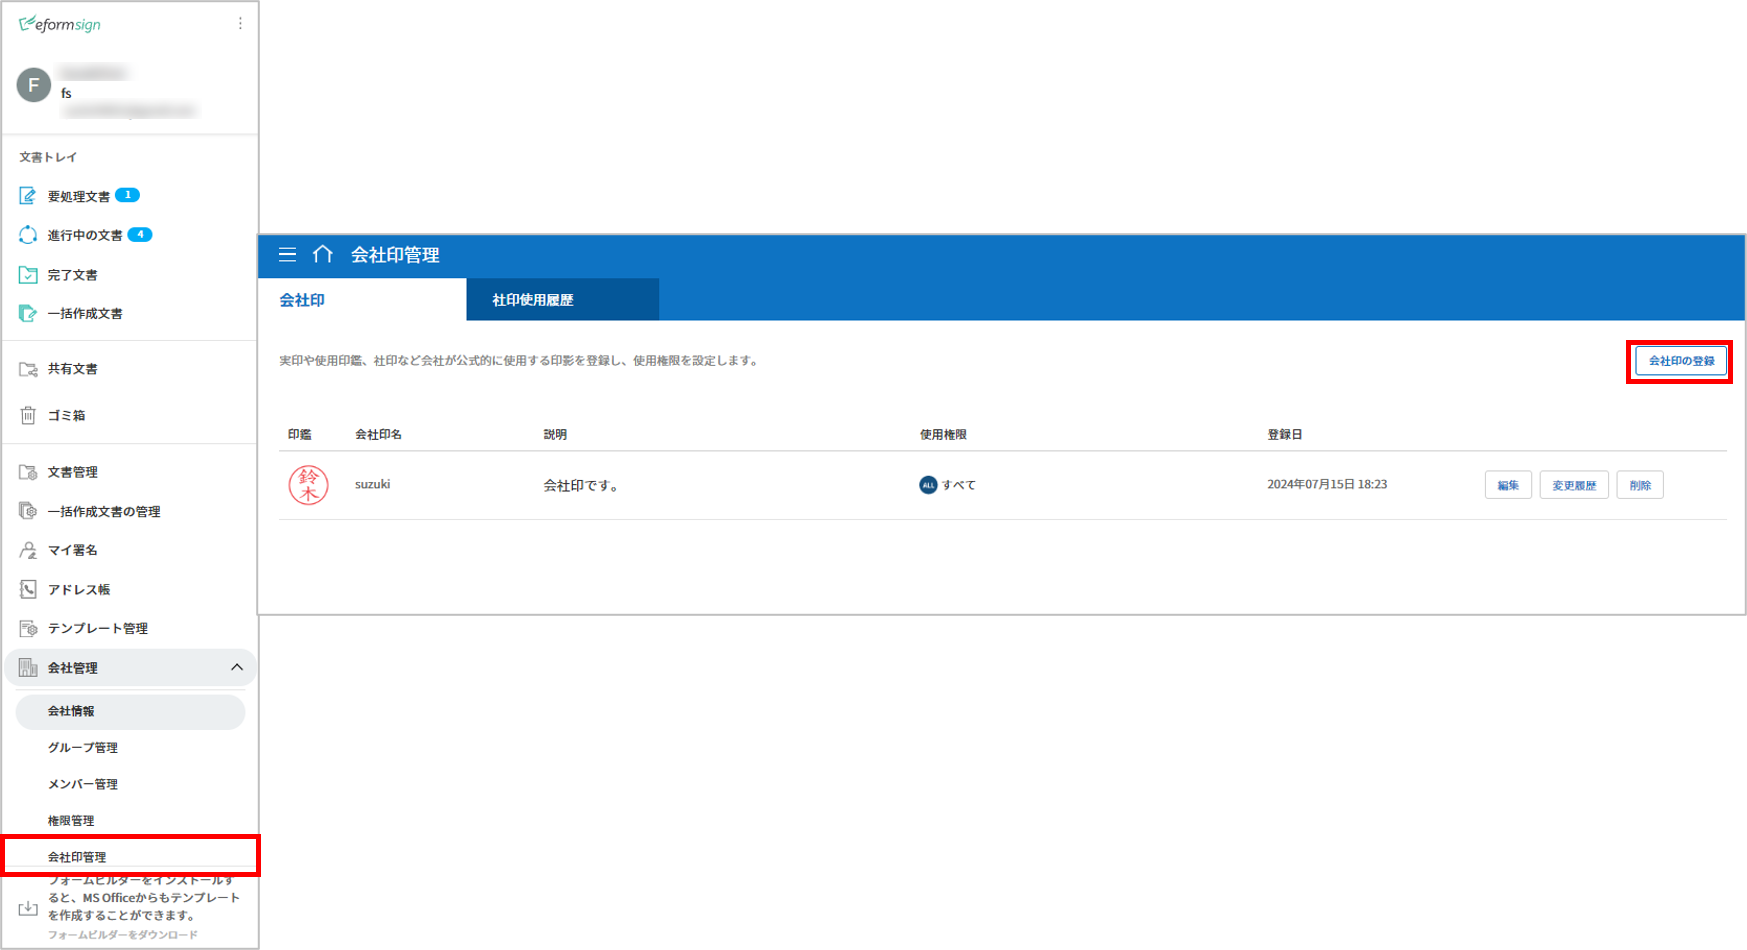 eformsign
F
fs
文書トレイ
要処理文書 1
進行中の文書 4
完了文書
一括作成文書
共有文書
ゴミ箱
文書管理
一括作成文書の管理
マイ署名
アドレス帳
テンプレート管理
会社管理
会社情報
グループ管理
メンバー管理
権限管理
会社印管理
フォームビルダーをインストールす
ると、MS Officeからもテンプレート
を作成することができます。
フォームビルダーをダウンロード
会社印管理
会社印 社印使用履歴
実印や使用印鑑、社印など会社が公式的に使用する印影を登録し、使用権限を設定します。
会社印の登録
印鑑 会社印名 説明 使用権限 登録日
鈴木 suzuki 会社印です。 ALL すべて 2024年07月15日 18:23 編集 変更履歴 削除